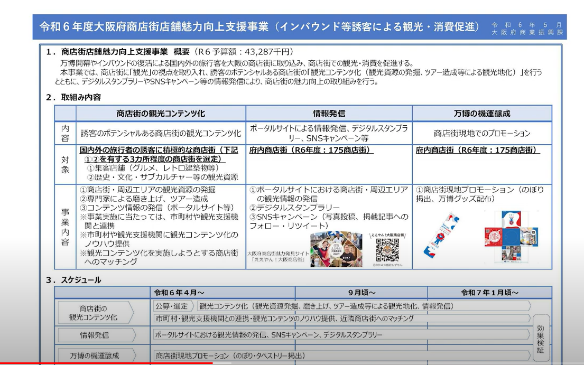 令和６年度大阪府商店街店舗魅力向上支援事業（インバウンド等誘客による観光・消費促進）
令和６年５月
大阪府商業振興課
１．商店街店舗魅力向上支援事業 概要（Ｒ６予算額：43,287千円）
万博開幕やインバウンドの復活による国内外の旅行客を取り込み、商店街での観光・消費を促進する。
本事業では、商店街に「観光」の視点を取り入れ、誘客のポテンシャルある商店街の「観光コンテンツ化（観光資源の発掘、ツアー造成等による観光地化）」を行う
とともに、デジタルスタンプラリーやSNSキャンペーン等の情報発信により、商店街の魅力向上の取り組みを行う。
２．取組み内容
商店街の観光コンテンツ化
情報発信
万博の機運醸成
内容
誘客のポテンシャルある商店街の観光コンテンツ化
ポータルサイトによる情報発信、デジタルスタンプラリー、SNSキャンペーン等
商店街現地でのプロモーション
対象
国内外の旅行者の誘客に積極的な商店街（下記
①②を有する3カ所程度の商店街を選定）
①集客店舗（グルメ、レトロ建築物等）
②歴史・文化・サブカルチャー等の観光資源
府内商店街（R6年度：175商店街）
府内商店街（R6年度：175商店街）
事業内容
①商店街・周辺エリアの観光資源の発掘
②専門家による磨き上げ、ツアー造成
③コンテンツ情報の発信（ポータルサイト等）
※事業実施に当たっては、市町村や観光支援機
関と連携
※市町村や観光支援機関に観光コンテンツ化の
ノウハウ提供
※観光コンテンツ化を実施しようとする商店街
へのマッチング
①ポータルサイトにおける商店街・周辺エリア
の観光情報の発信
②デジタルスタンプラリー
③SNSキャンペーン（写真投稿、掲載記事への
フォロー・リツイート）
①商店街現地プロモーション（のぼり
掲出、万博グッズ配布）
３．スケジュール
令和６年４月～
９月頃～
令和７年１月頃～
商店街の
観光コンテンツ化
公募・選定
観光コンテンツ化（観光資源発掘、磨き上げ、ツアー造成等による観光地化、情報発信）
市町村・観光支援機関との連携・観光コンテンツのノウハウ提供、近隣商店街へのマッチング
情報発信
ポータルサイトにおける観光情報の発信、SNSキャンペーン、デジタルスタンプラリー
万博の機運醸成
商店街現地プロモーション（のぼり・タペストリー掲出）
効果検証